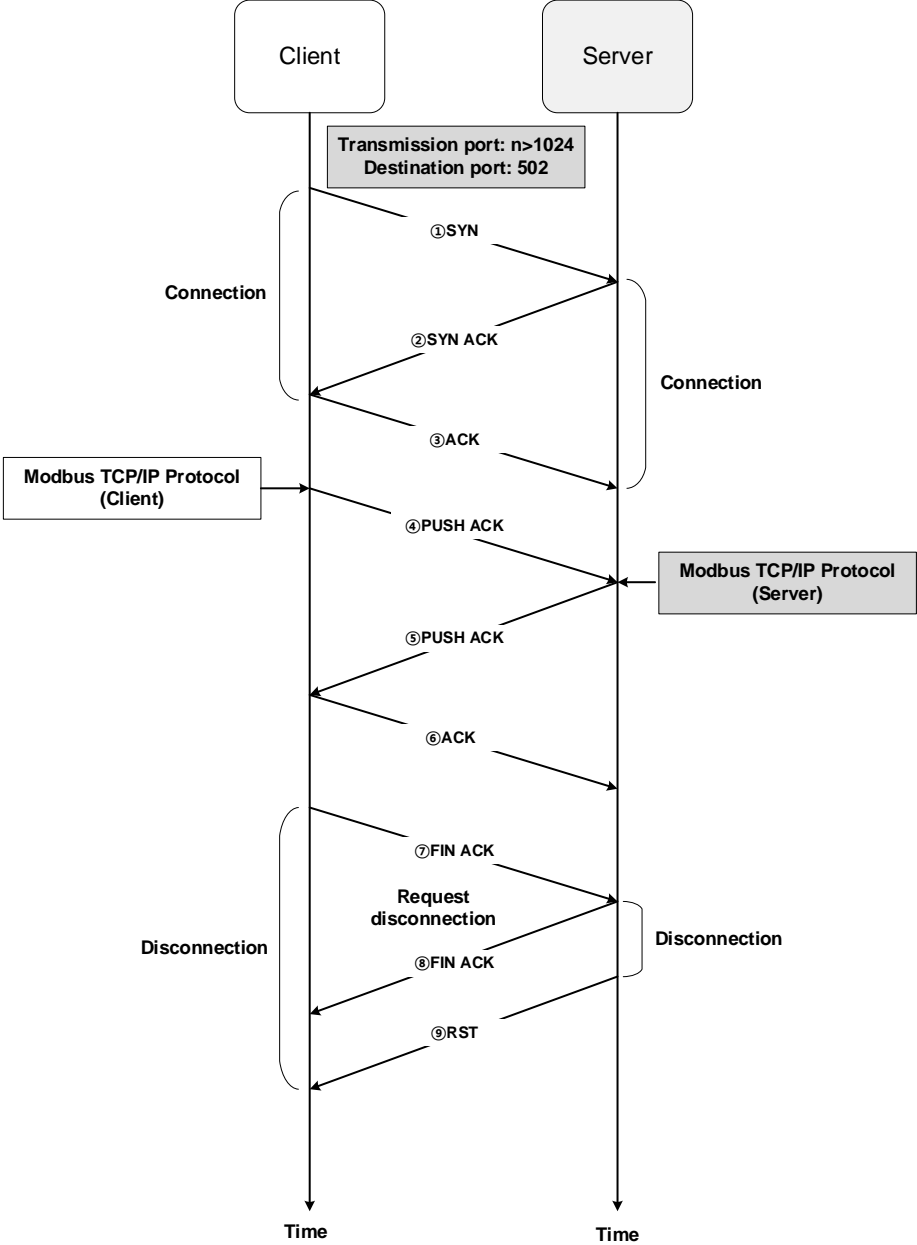 Client
Server
Transmission port: n>1024
Destination port: 502
①SYN
Connection
②SYN ACK
Connection
③ACK
Modbus TCP/IP Protocol
(Client)
④PUSH ACK
Modbus TCP/IP Protocol
(Server)
⑤PUSH ACK
⑥ACK
⑦FIN ACK
Request
disconnection
Disconnection
Disconnection
⑧FIN ACK
⑨RST
Time
Time